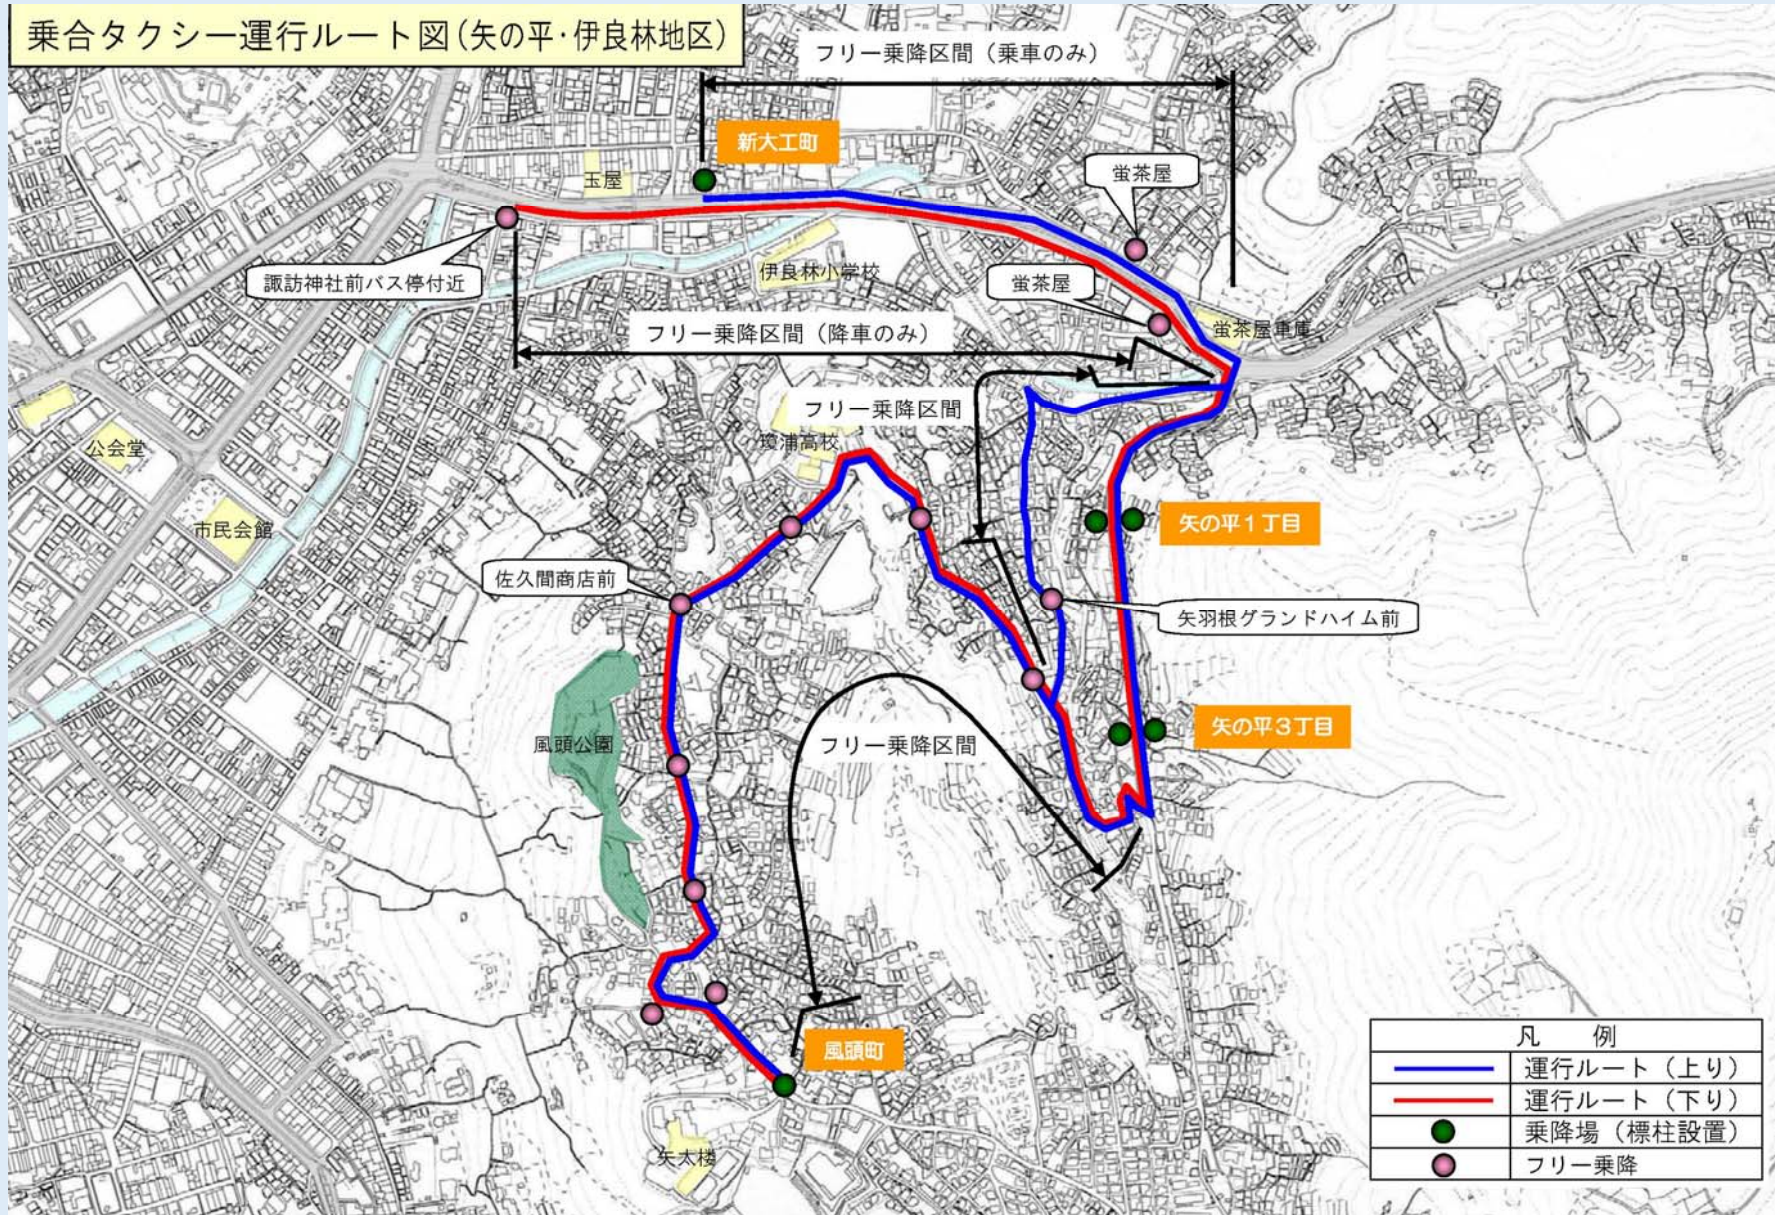 乗合タクシー運行ルート図(矢の平・伊良林地区)
フリー乗降区間（乗車のみ）
新大工町
玉屋
蛍茶屋
諏訪神社前バス停付近
伊良林小学校
蛍茶屋
蛍茶屋車庫
フリー乗降区間（降車のみ）
フリー乗降区間
瓊浦高校
公会堂
市民会館
矢の平１丁目
佐久間商店前
矢羽根グランドハイム前
矢の平３丁目
風頭公園
フリー乗降区間
風頭町
矢太楼
凡　例
運行ルート（上り）
運行ルート（下り）
乗降場（標柱設置）
フリー乗降